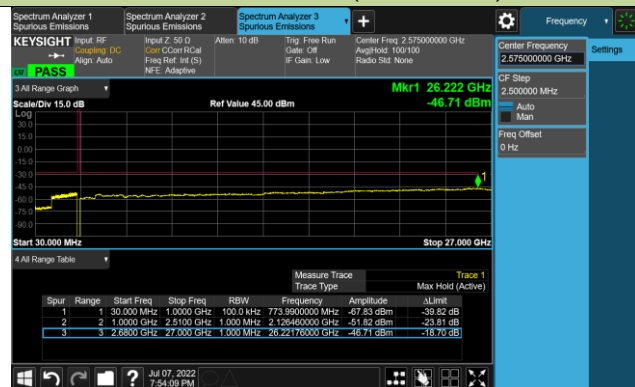 Spectrum Analyzer 1
Spurious Emissions
Spectrum Analyzer 2
Spurious Emissions
Spectrum Analyzer 3
Spurious Emissions
Frequency
KEYSIGHT
Input: RF
Coupling: DC
Align: Auto
Input Z: 50 Ω
Corr CCorr RCal
Freq Ref: Int (S)
NFE: Adaptive
Atten: 10 dB
Trig: Free Run
Gate: Off
IF Gain: Low
Center Freq: 2.575000000 GHz
Avg|Hold: 100/100
Radio Std: None
PASS
Center Frequency
2.575000000 GHz
Settings
CF Step
2.500000 MHz
Auto
Man
Freq Offset
0 Hz
3 All Range Graph
Mkr1 26.222 GHz
Scale/Div 15.0 dB
Ref Value 45.00 dBm
-46.71 dBm
Log
30.0
15.0
0.00
-15.0
-30.0
-45.0
-60.0
-75.0
-90.0
1
Start 30.000 MHz
Stop 27.000 GHz
4 All Range Table
Measure Trace Trace 1
Trace Type Max Hold (Active)
Spur Range Start Freq Stop Freq RBW Frequency Amplitude ΔLimit
1 1 30.000 MHz 1.0000 GHz 100.0 kHz 773.9900000 MHz -67.83 dBm -39.82 dB
2 2 1.0000 GHz 2.5100 GHz 1.000 MHz 2.126460000 GHz -51.82 dBm -23.81 dB
3 3 2.6800 GHz 27.000 GHz 1.000 MHz 26.22176000 GHz -46.71 dBm -18.70 dB
?
Jul 07, 2022
7:54:09 PM